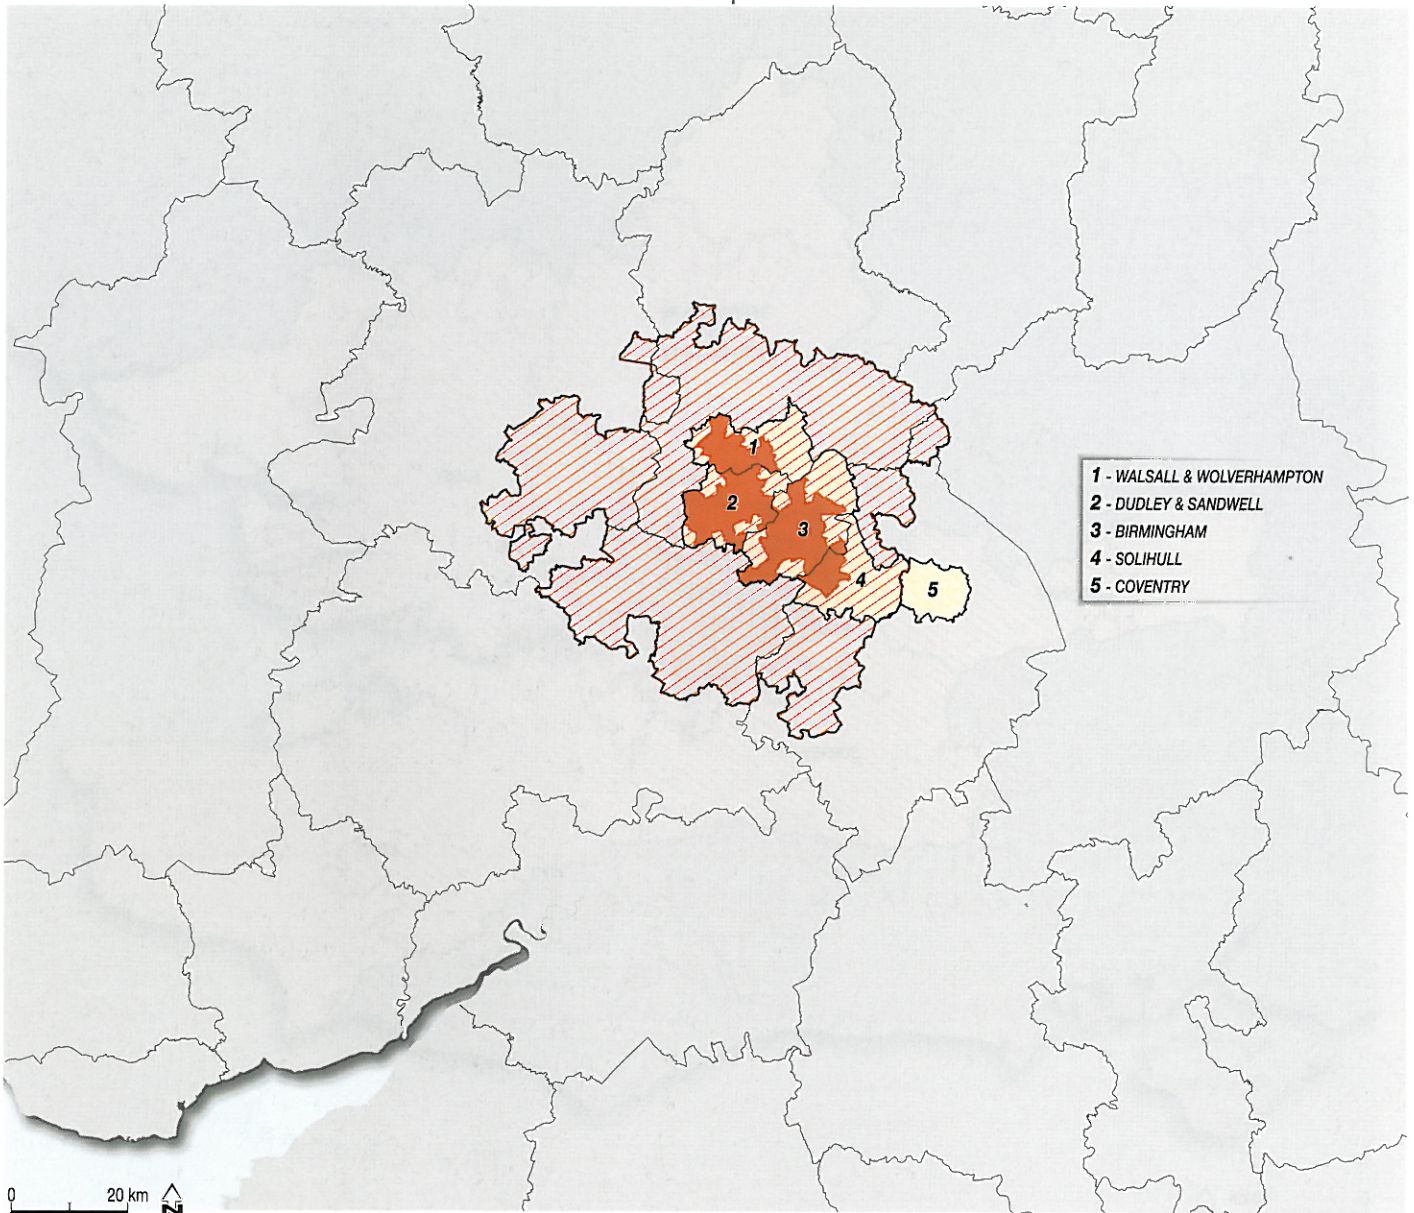 1 - WALSALL & WOLVERHAMPTON
2 - DUDLEY & SANDWELL
3 - BIRMINGHAM
4 - SOLIHULL
5 - COVENTRY
1
2
3
4
5
0 20 km
N